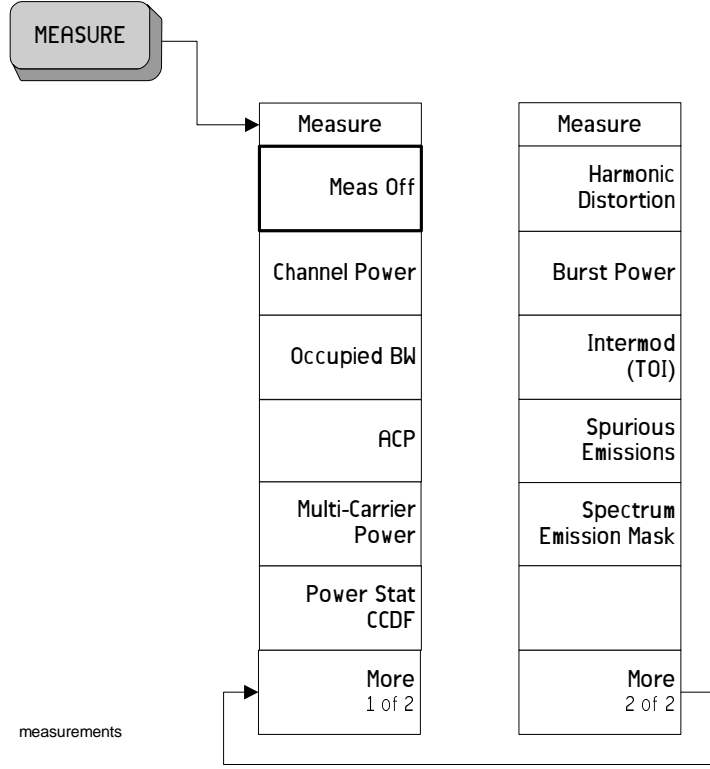 MEASURE
Measure
Meas Off
Channel Power
Occupied BW
ACP
Multi-Carrier
Power
Power Stat
CCDF
More
1 of 2
Measure
Harmonic
Distortion
Burst Power
Intermod
(TOI)
Spurious
Emissions
Spectrum
Emission Mask
More
2 of 2
measurements